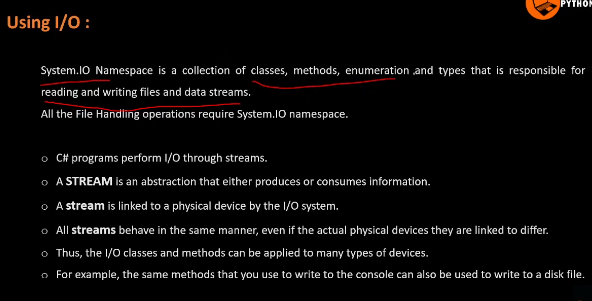 PYTHON
Using I/O :
System.IO Namespace is a collection of classes, methods, enumeration ,and types that is responsible for
reading and writing files and data streams.
All the File Handling operations require System.IO namespace.
o C# programs perform I/O through streams.
o A STREAM is an abstraction that either produces or consumes information.
o A stream is linked to a physical device by the I/O system.
o All streams behave in the same manner, even if the actual physical devices they are linked to differ.
o Thus, the I/O classes and methods can be applied to many types of devices.
o For example, the same methods that you use to write to the console can also be used to write to a disk file.